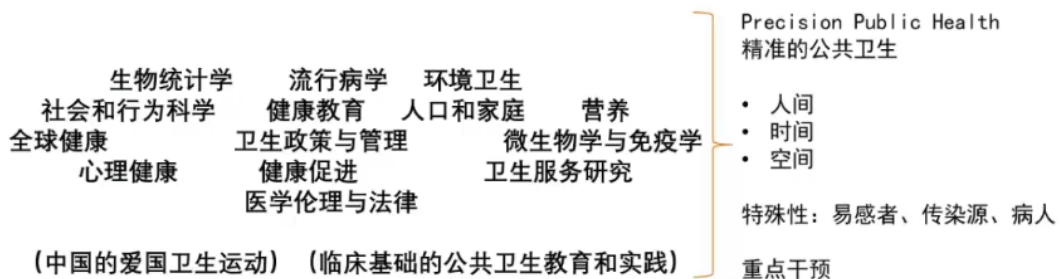 生物统计学 流行病学 环境卫生
社会和行为科学 健康教育 人口和家庭 营养
全球健康 卫生政策与管理 微生物学与免疫学
心理健康 健康促进 卫生服务研究
医学伦理与法律
(中国的爱国卫生运动) (临床基础的公共卫生教育和实践)
Precision Public Health
精准的公共卫生
• 人间
• 时间
• 空间
特殊性：易感者、传染源、病人
重点干预